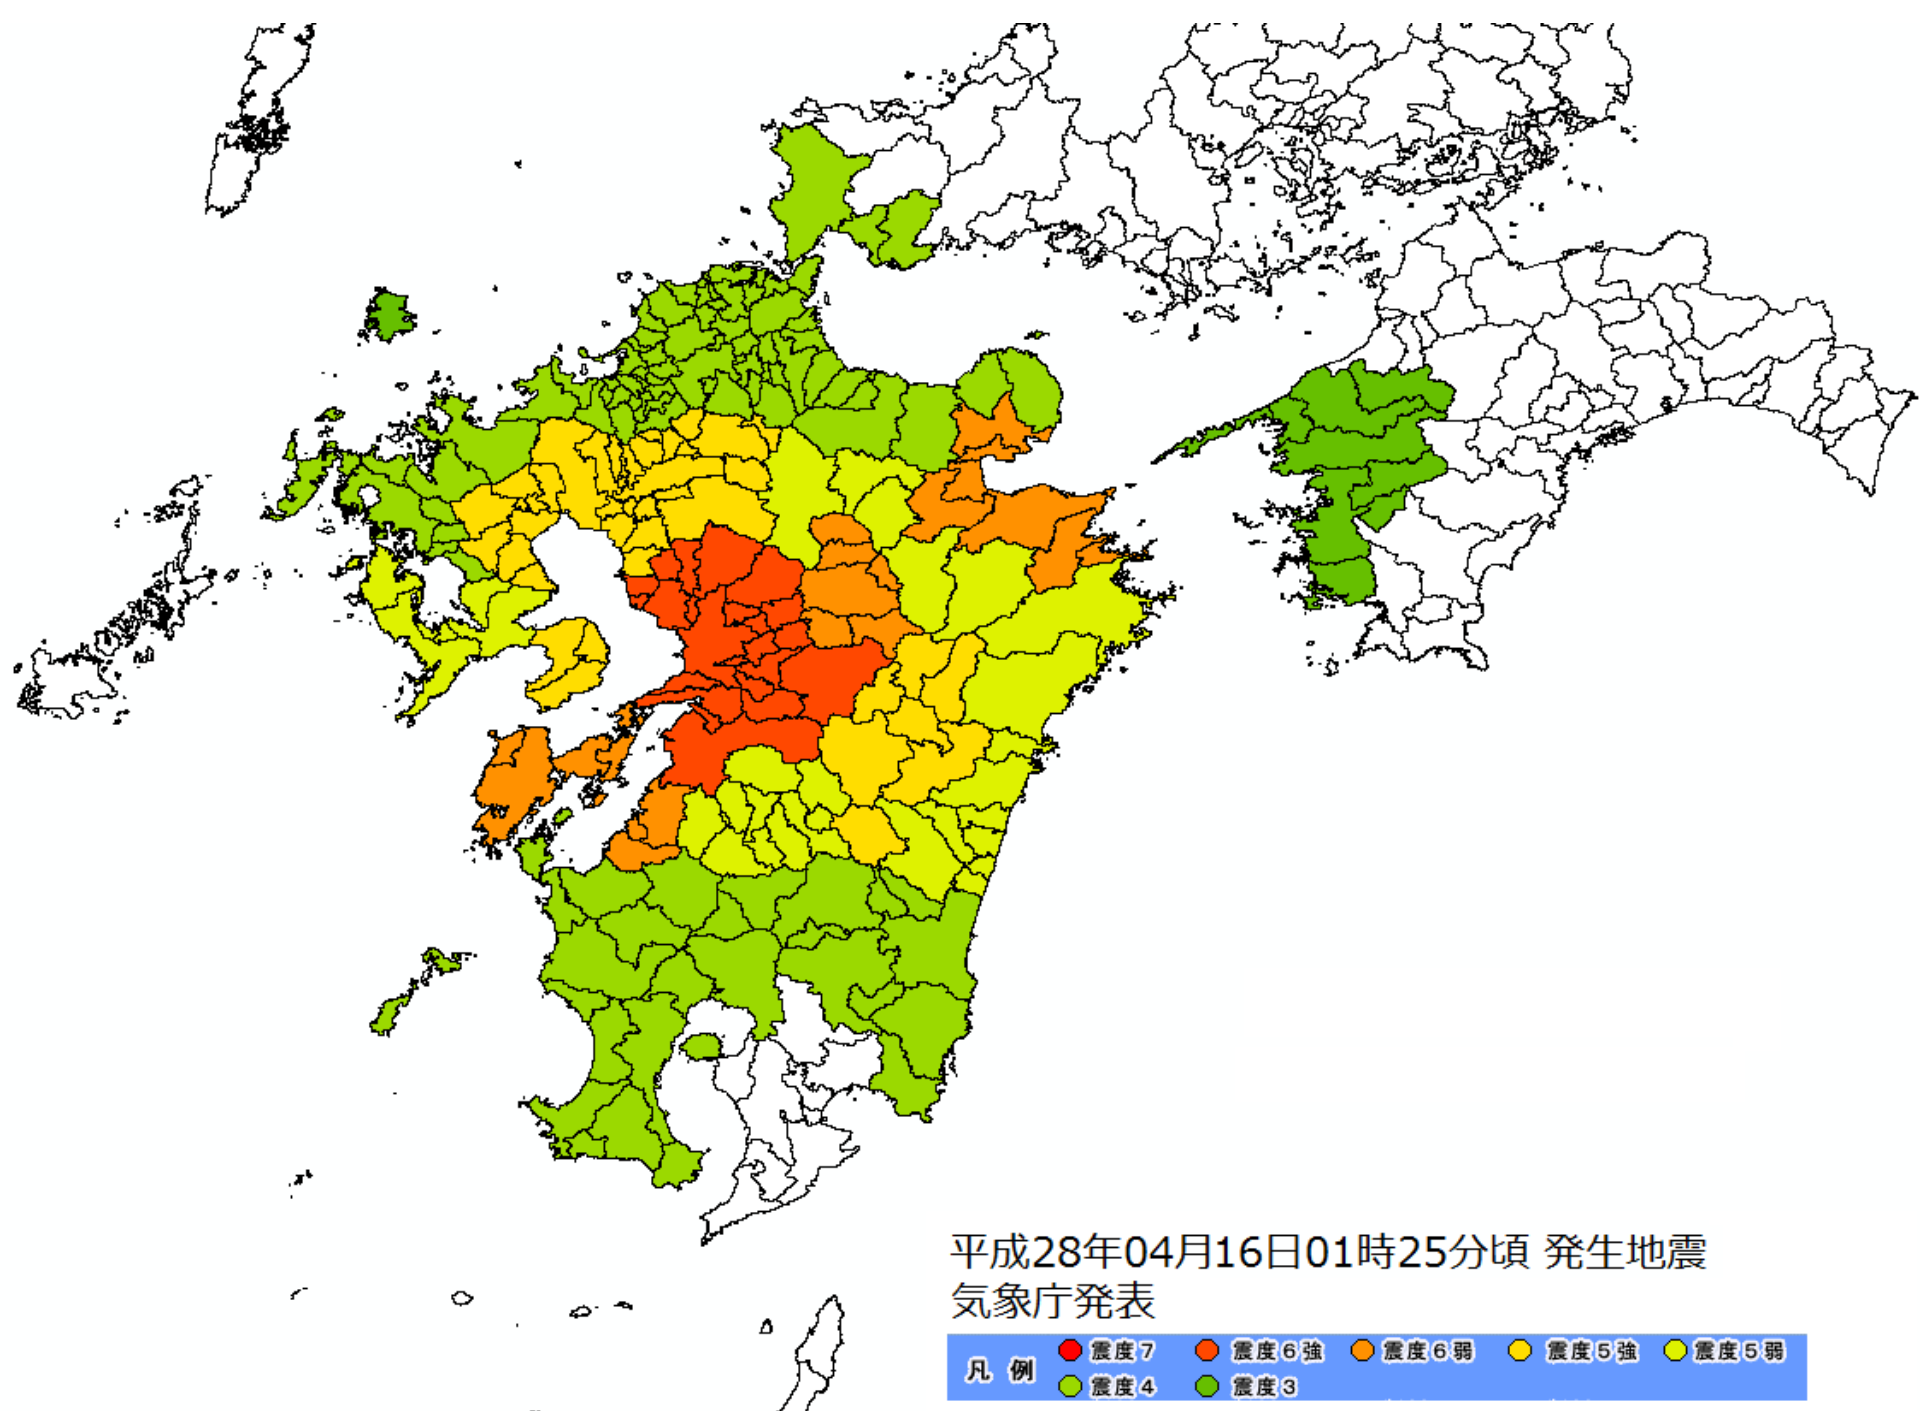 平成28年04月16日01時25分頃 発生地震
気象庁発表
凡 例
震度7 震度6強 震度6弱 震度5強 震度5弱
震度4 震度3